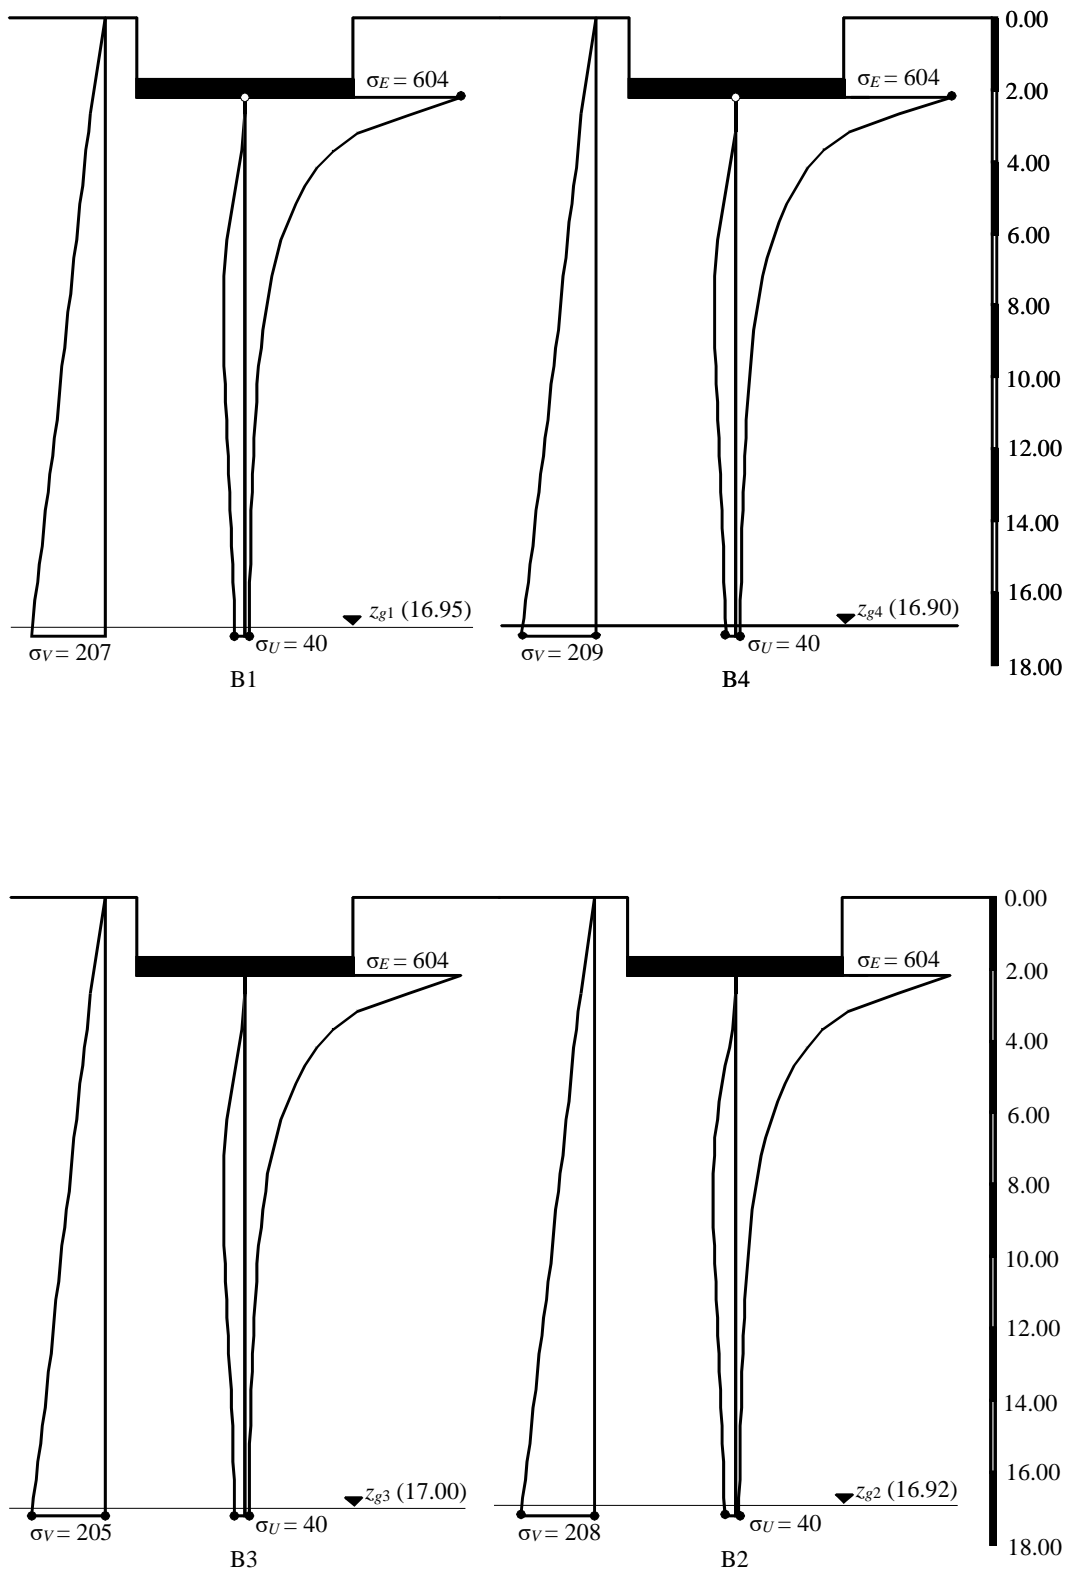 0.00
σE = 604
σE = 604
2.00
4.00
6.00
8.00
10.00
12.00
14.00
16.00
zg1 (16.95)
zg4 (16.90)
σV = 207
σU = 40
σV = 209
σU = 40
18.00
B1
B4
0.00
σE = 604
σE = 604
2.00
4.00
6.00
8.00
10.00
12.00
14.00
16.00
zg3 (17.00)
zg2 (16.92)
σV = 205
σU = 40
σV = 208
σU = 40
18.00
B3
B2